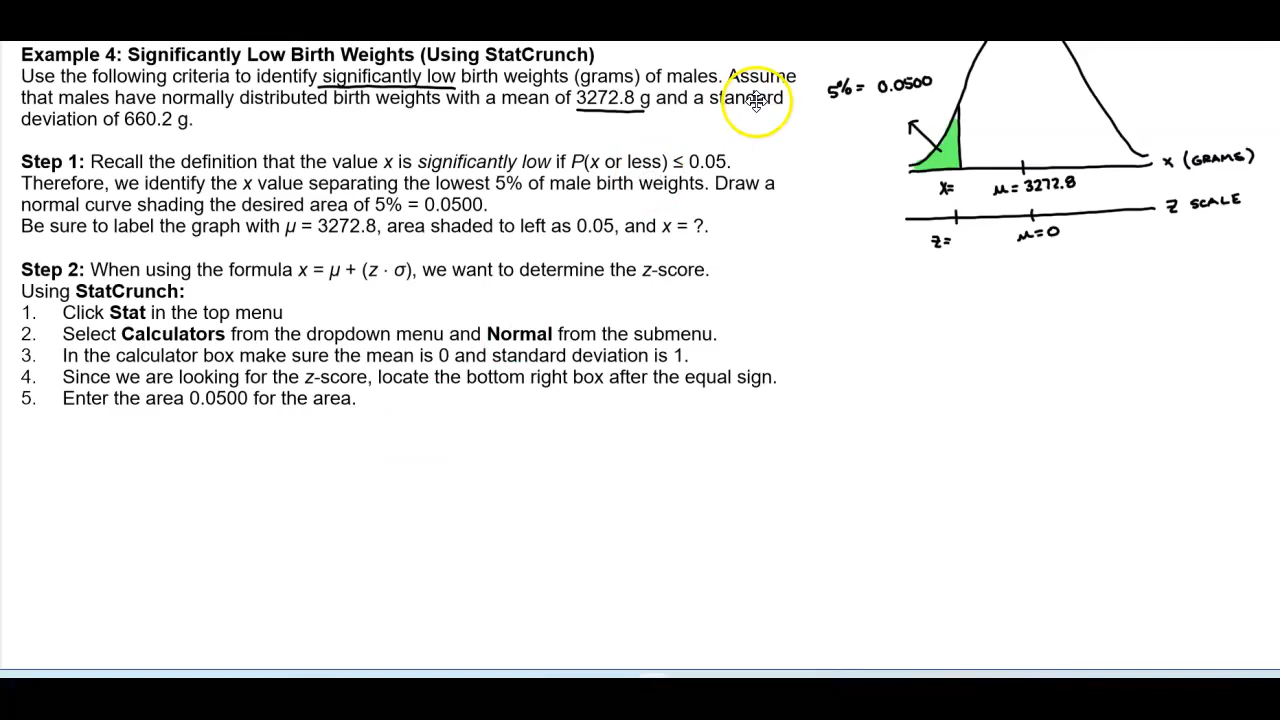 Example 4: Significantly Low Birth Weights (Using StatCrunch)
Use the following criteria to identify significantly low birth weights (grams) of males. Assume
that males have normally distributed birth weights with a mean of 3272.8 g and a standard
deviation of 660.2 g.
Step 1: Recall the definition that the value x is significantly low if P(x or less) ≤ 0.05.
Therefore, we identify the x value separating the lowest 5% of male birth weights. Draw a
normal curve shading the desired area of 5% = 0.0500.
Be sure to label the graph with μ = 3272.8, area shaded to left as 0.05, and x = ?.
Step 2: When using the formula x = μ + (z · σ), we want to determine the z-score.
Using StatCrunch:
1. Click Stat in the top menu
2. Select Calculators from the dropdown menu and Normal from the submenu.
3. In the calculator box make sure the mean is 0 and standard deviation is 1.
4. Since we are looking for the z-score, locate the bottom right box after the equal sign.
5. Enter the area 0.0500 for the area.
5% = 0.0500
x (GRAMS)
x= μ = 3272.8
Z SCALE
z= μ=0